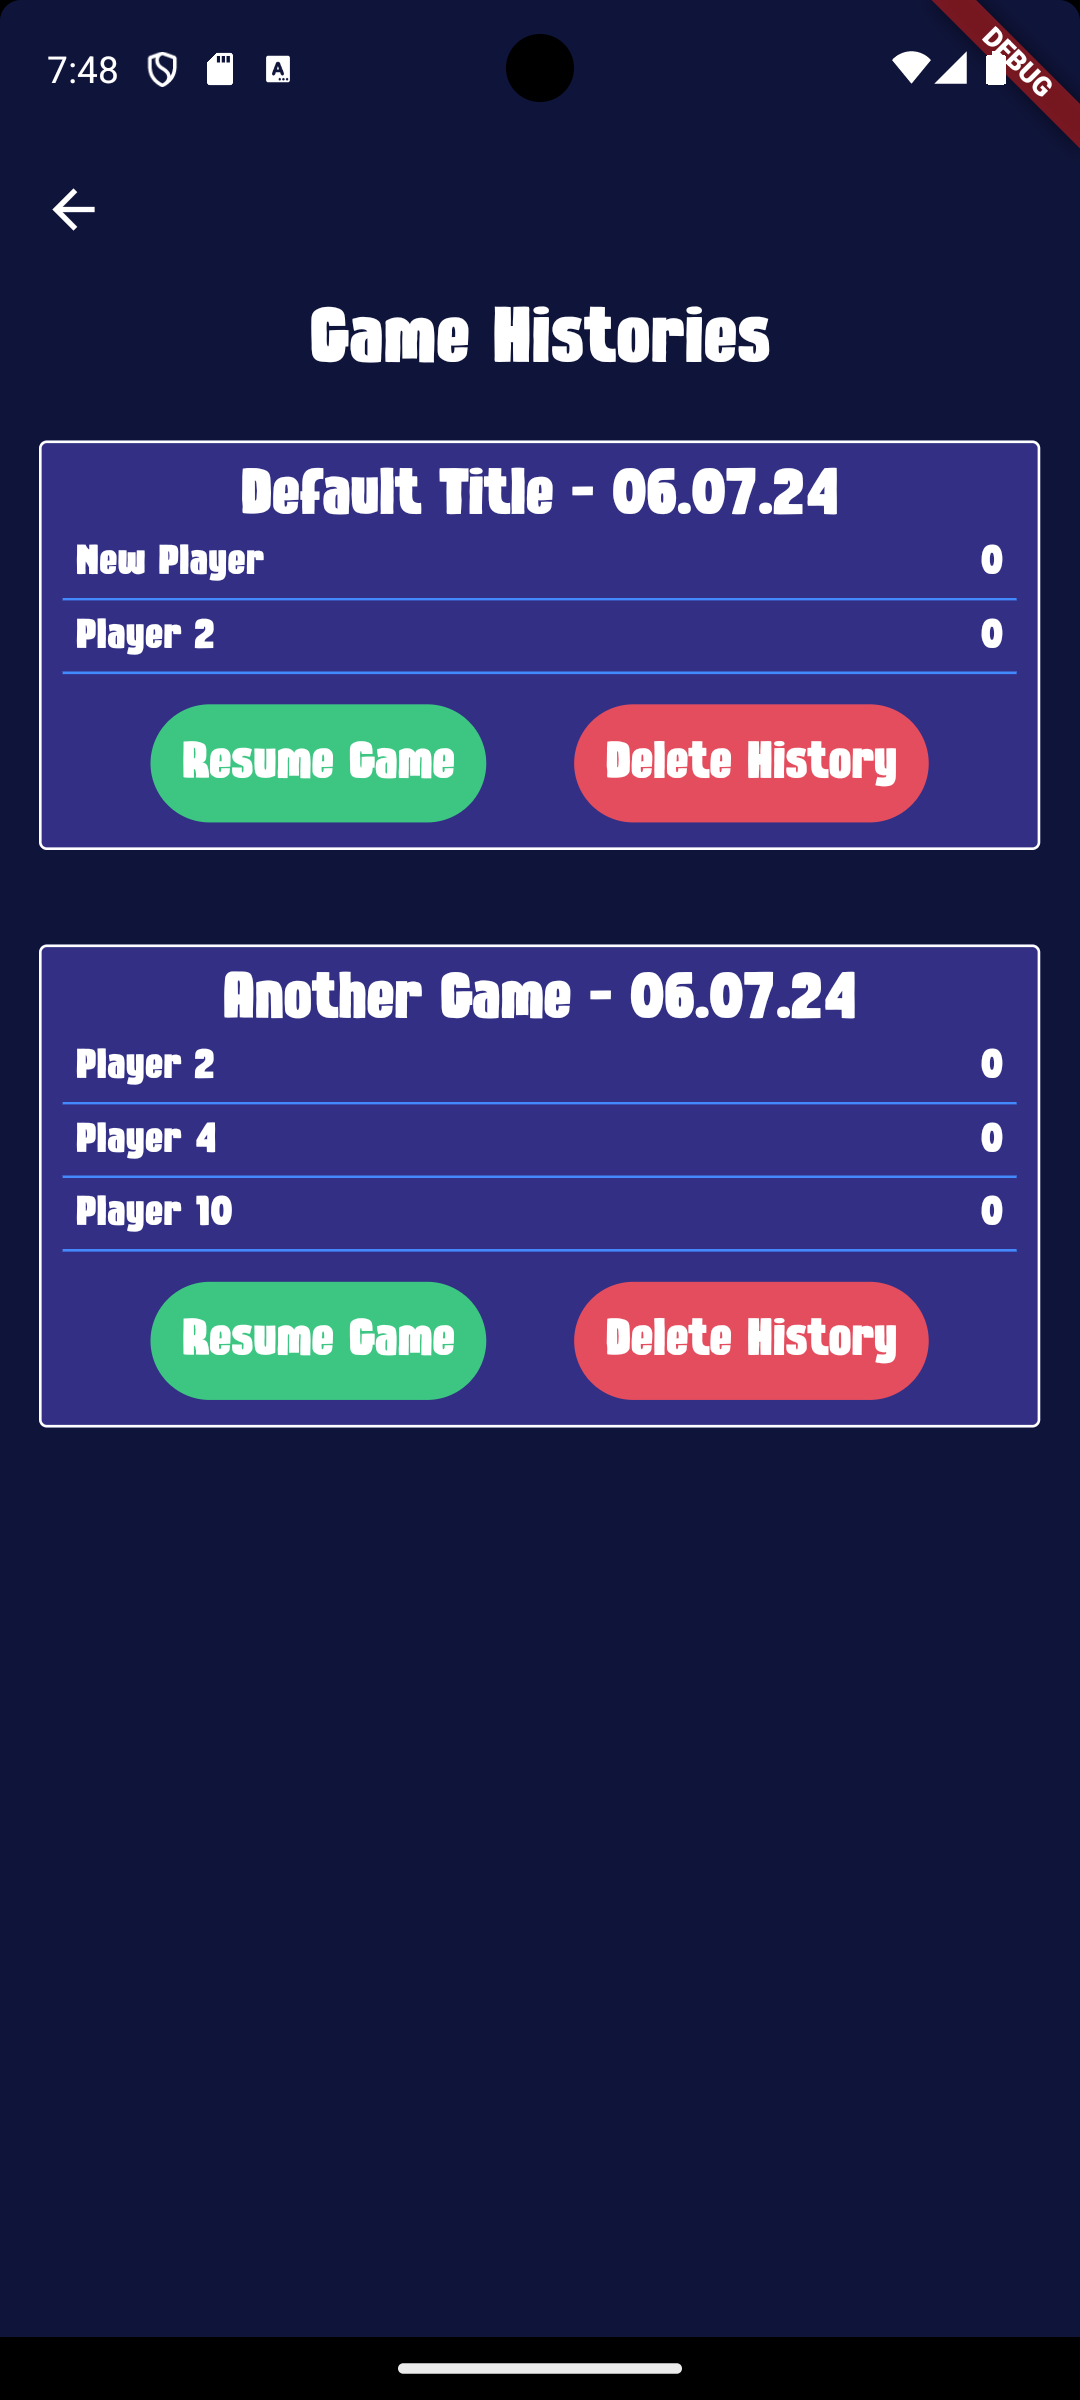 7:48
DEBUG
Game Histories
Default Title - 06.07.24
New Player 0
Player 2 0
Resume Game Delete History
Another Game - 06.07.24
Player 2 0
Player 4 0
Player 10 0
Resume Game Delete History